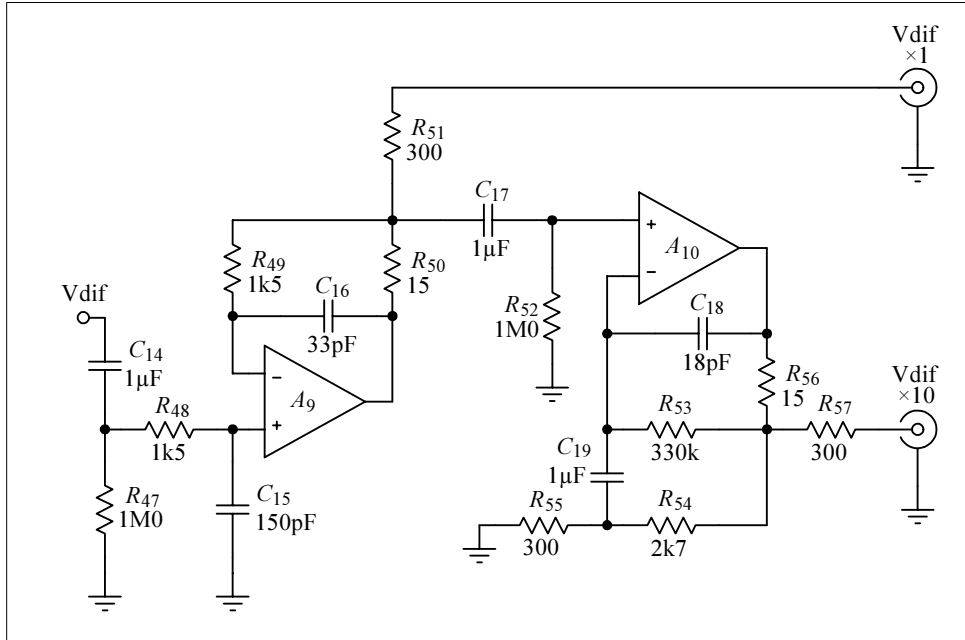 Vdif
×1
R51
300
C17
1µF
R49
1k5
R50
15
C16
33pF
A9
−
+
Vdif
C14
1µF
R48
1k5
R47
1M0
C15
150pF
R52
1M0
+
−
A10
C18
18pF
R56
15
Vdif
×10
R53
330k
R57
300
C19
1µF
R55
300
R54
2k7